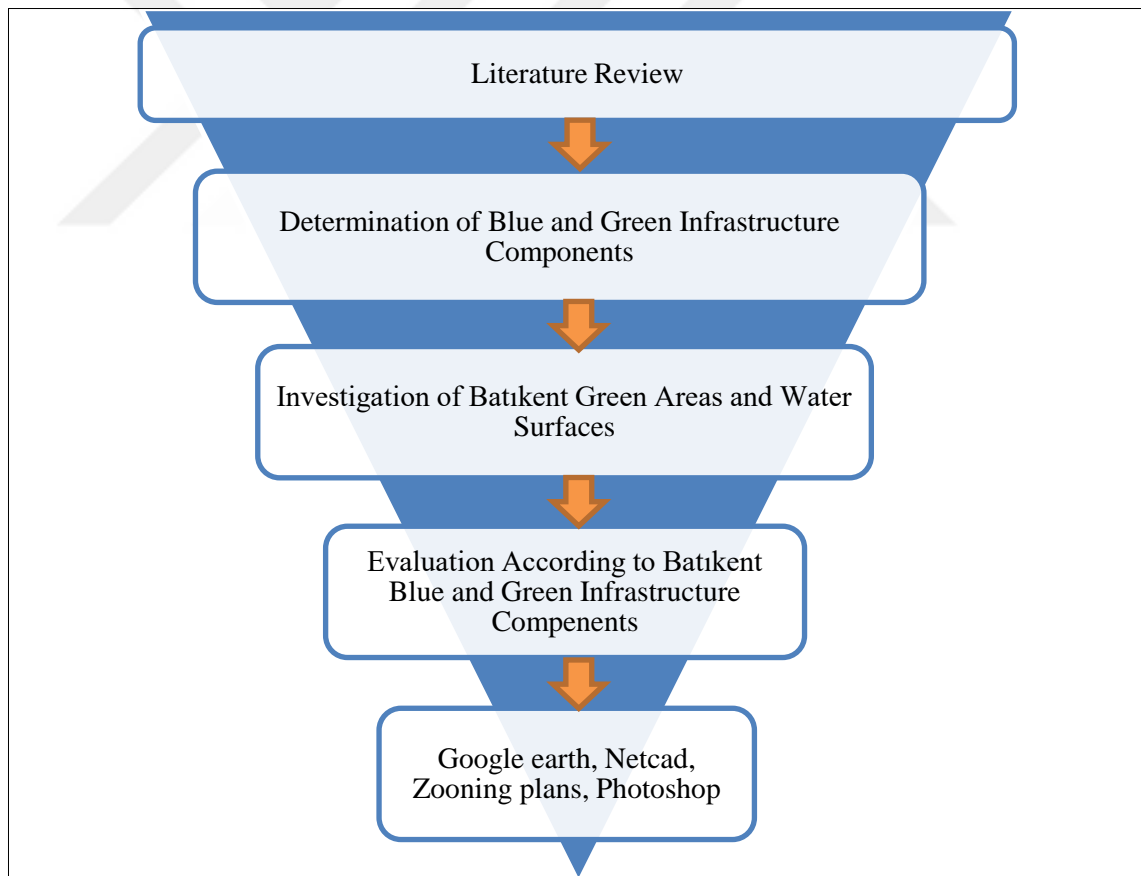 Literature Review
Determination of Blue and Green Infrastructure
Components
Investigation of Batıkent Green Areas and Water
Surfaces
Evaluation According to Batıkent
Blue and Green Infrastructure
Compenents
Google earth, Netcad,
Zooning plans, Photoshop